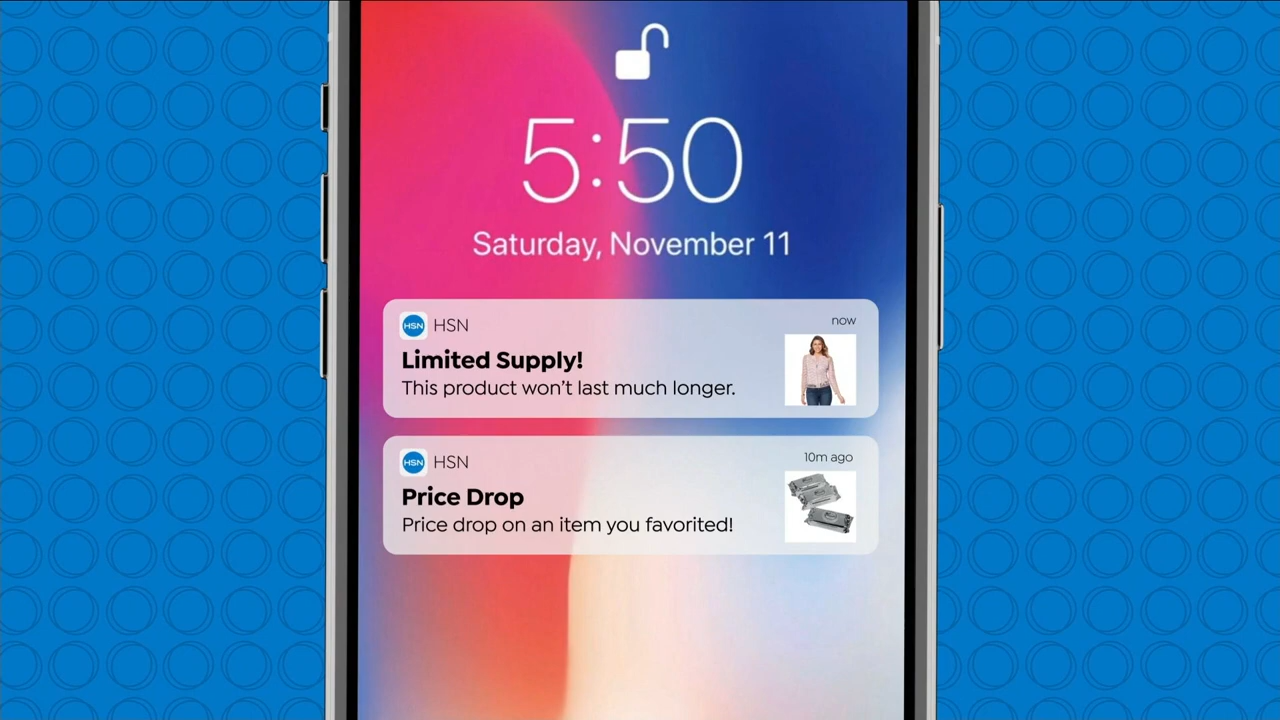 5:50
Saturday, November 11
HSN HSN now
Limited Supply!
This product won't last much longer.
HSN HSN 10m ago
Price Drop
Price drop on an item you favorited!